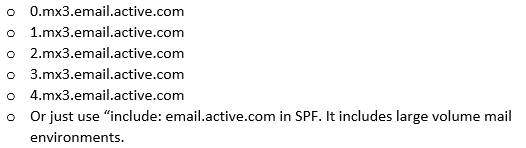 o 0.mx3.email.active.com
o 1.mx3.email.active.com
o 2.mx3.email.active.com
o 3.mx3.email.active.com
o 4.mx3.email.active.com
o Or just use “include: email.active.com in SPF. It includes large volume mail
environments.